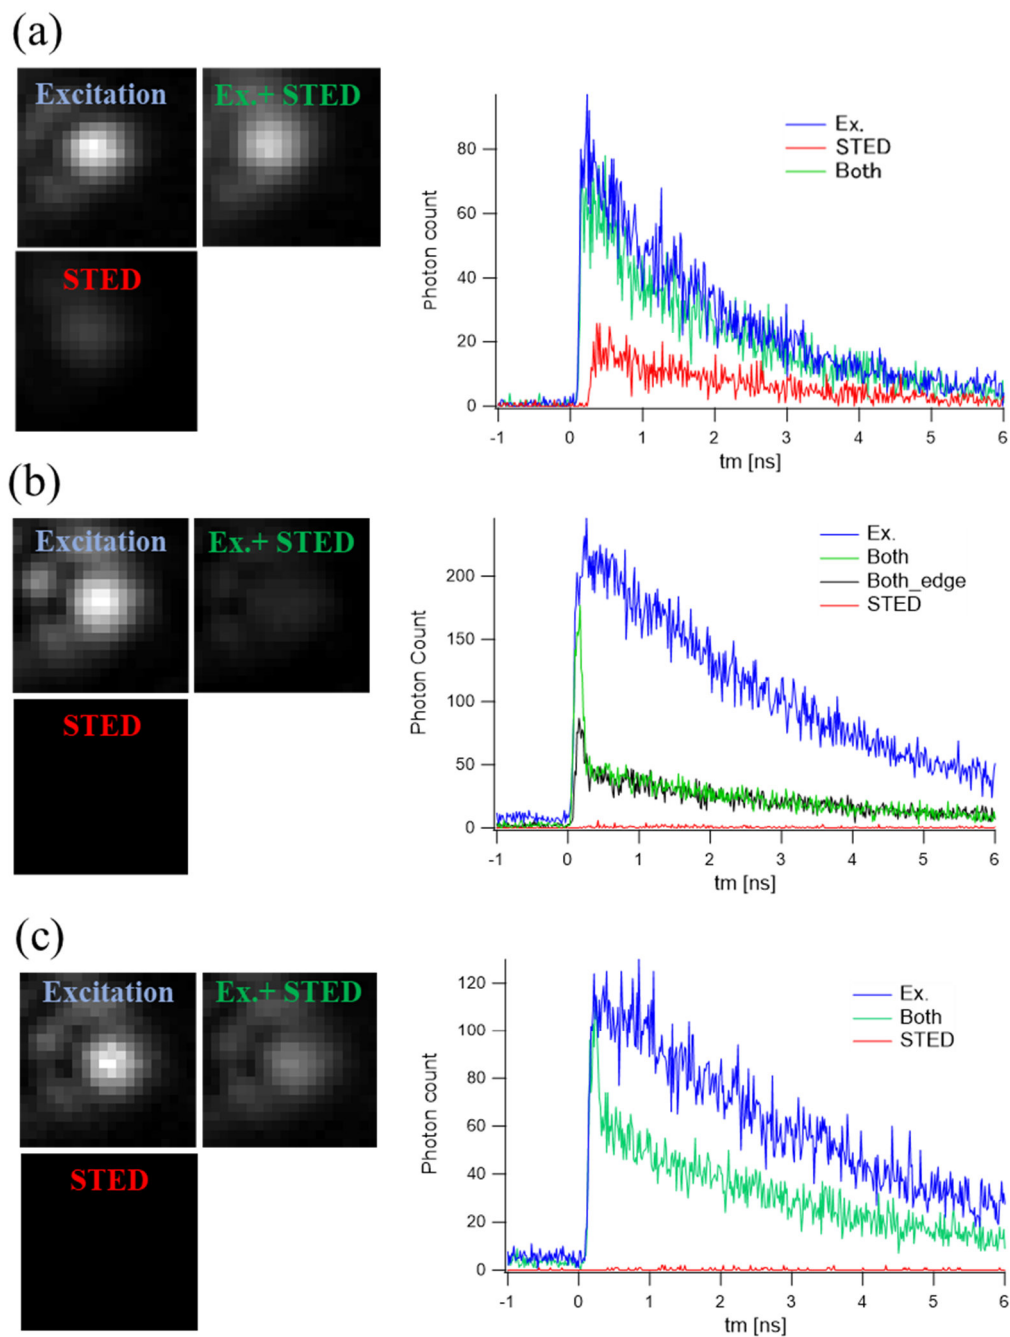 (a)
Excitation
Ex.+ STED
STED
Photon count
80
60
40
20
0
-1 0 1 2 3 4 5 6
tm [ns]
Ex.
STED
Both
(b)
Excitation
Ex.+ STED
STED
Photon Count
200
150
100
50
0
-1 0 1 2 3 4 5 6
tm [ns]
Ex.
Both
Both_edge
STED
(c)
Excitation
Ex.+ STED
STED
Photon count
120
100
80
60
40
20
0
-1 0 1 2 3 4 5 6
tm [ns]
Ex.
Both
STED